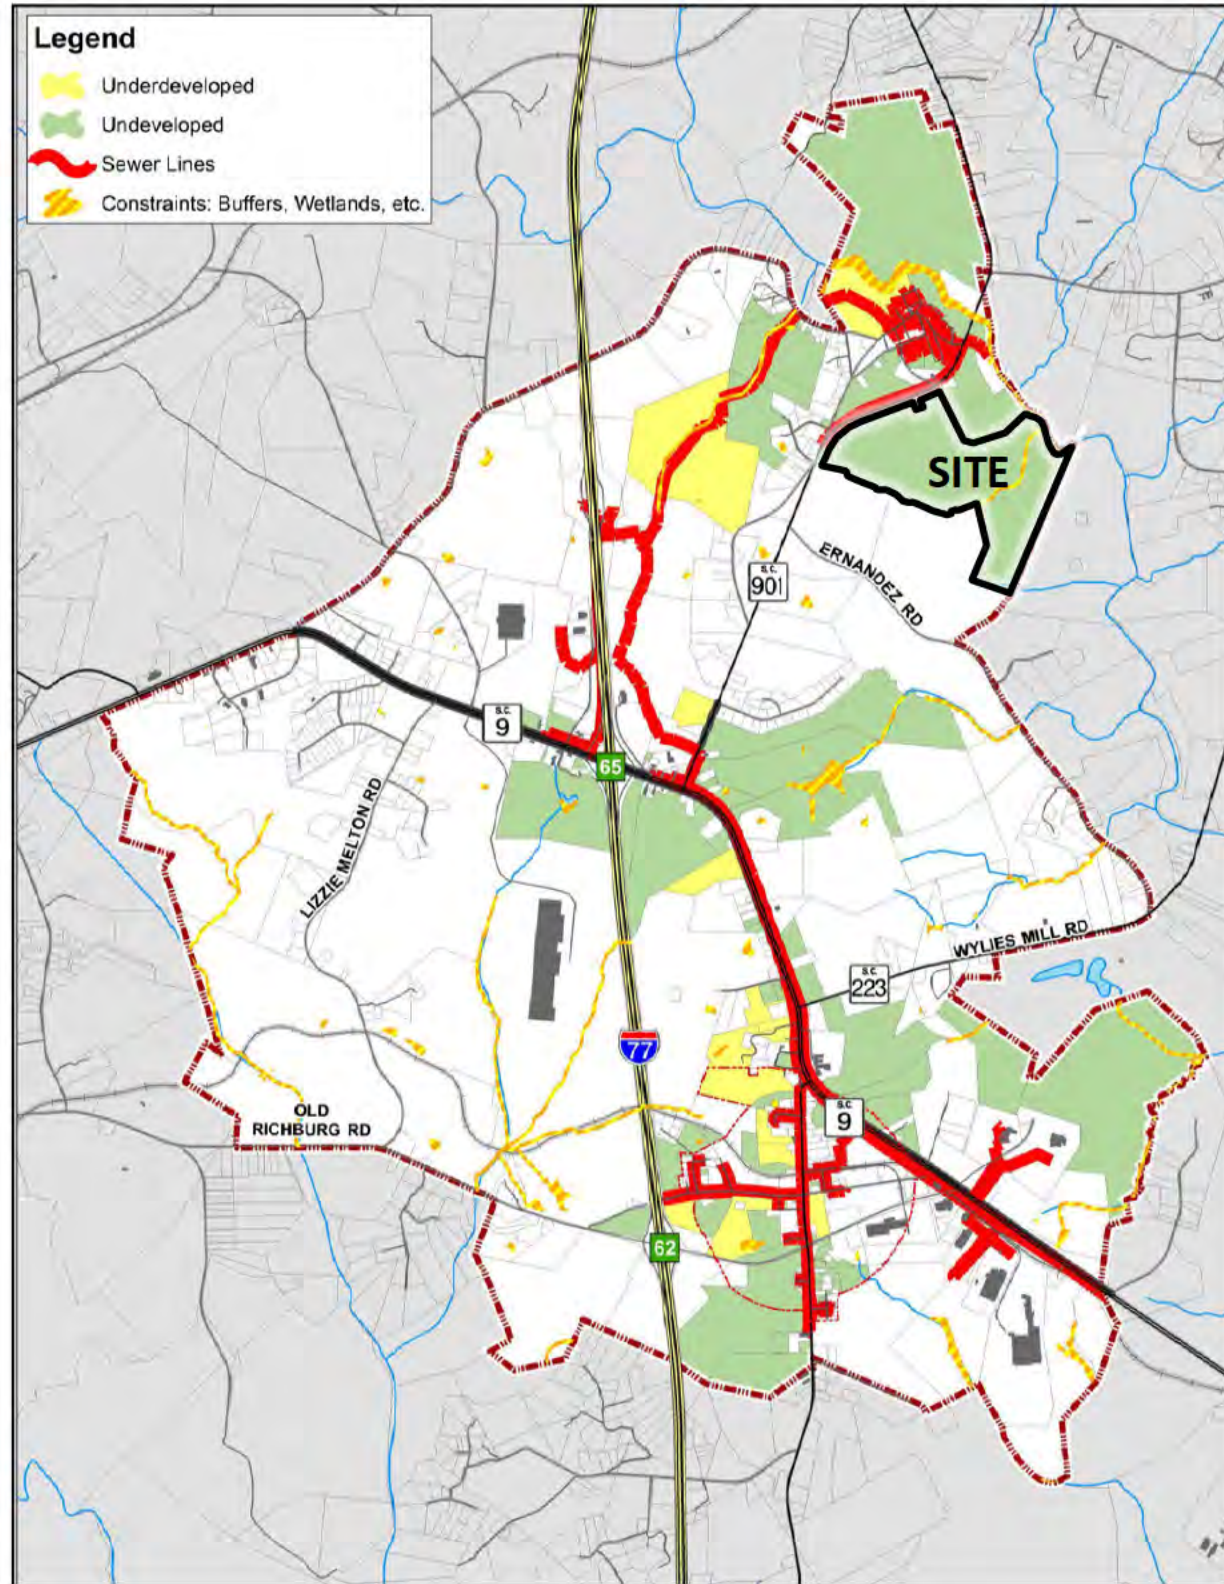 Legend
Underdeveloped
Undeveloped
Sewer Lines
Constraints: Buffers, Wetlands, etc.
SITE
ERNANDEZ RD
S.C.
901
S.C.
9
65
LIZZIE MELTON RD
WYLIES MILL RD
S.C.
223
77
OLD
RICHBURG RD
S.C.
9
62